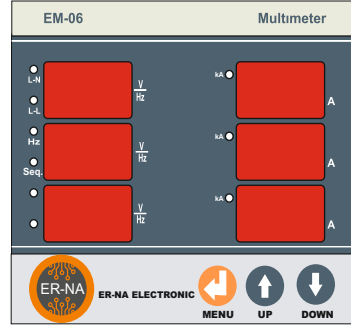 EM-06 Multımeter
L-N
V
Hz
kA
L-L
A
Hz
V
Hz
kA
Seq.
A
V
Hz
kA
A
ER-NA
ER-NA ELECTRONIC
MENU UP DOWN